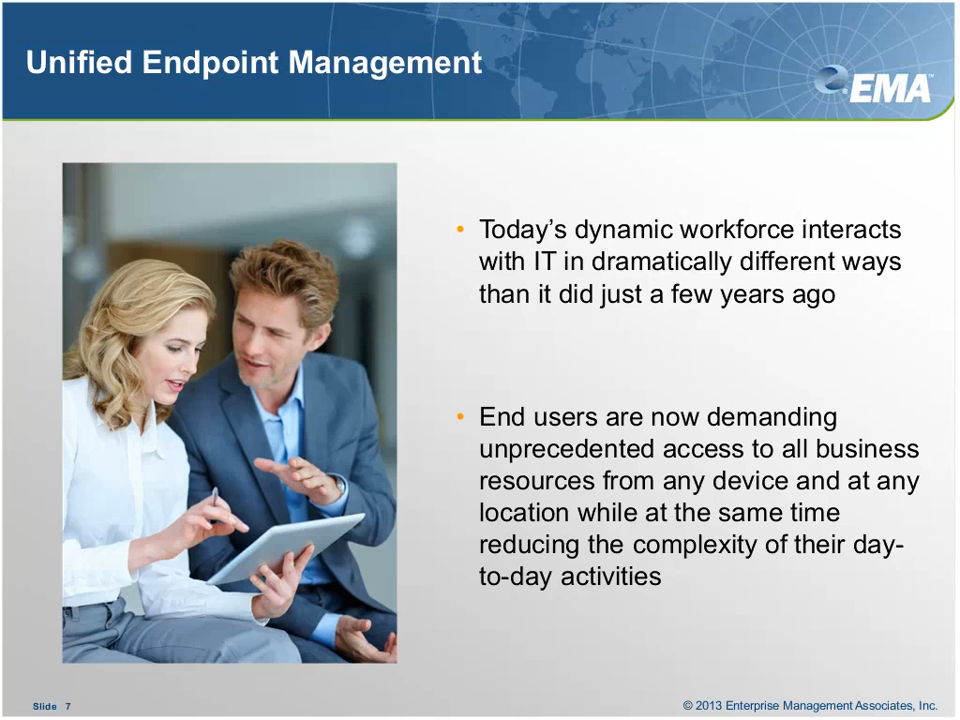 Unified Endpoint Management
EMA™
• Today’s dynamic workforce interacts
with IT in dramatically different ways
than it did just a few years ago
• End users are now demanding
unprecedented access to all business
resources from any device and at any
location while at the same time
reducing the complexity of their day-
to-day activities
Slide 7
© 2013 Enterprise Management Associates, Inc.